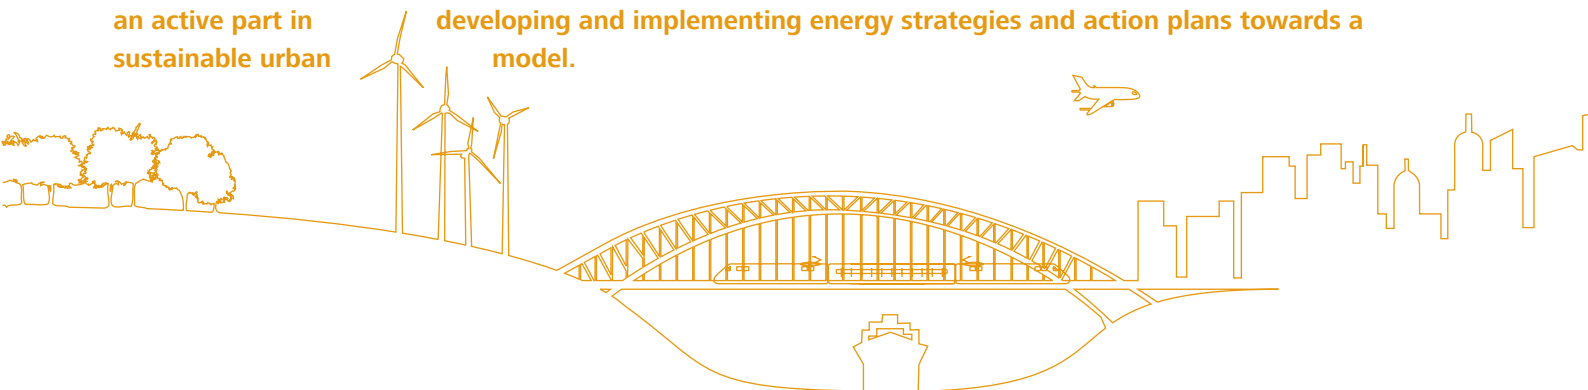 an active part in developing and implementing energy strategies and action plans towards a
sustainable urban model.